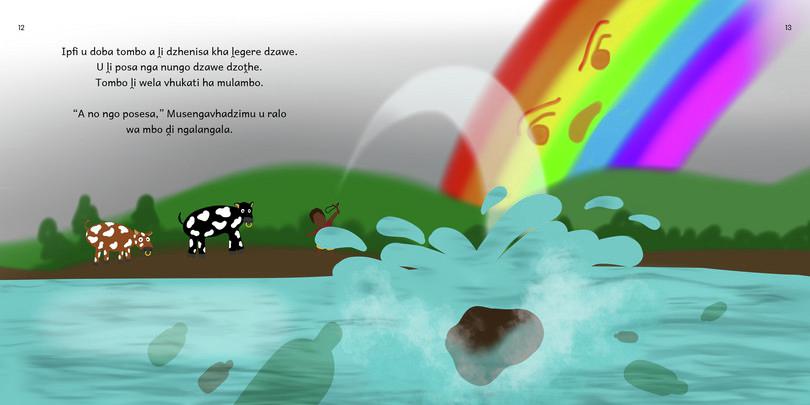 12
Ipfi u doba tombo a ḽi dzhenisa kha ḽegere dzawe.
U ḽi posa nga nungo dzawe dzoṱhe.
Tombo ḽi wela vhukati ha mulambo.
“A no ngo posesa,” Musengavhadzimu u ralo
wa mbo ḓi ngalangala.
13